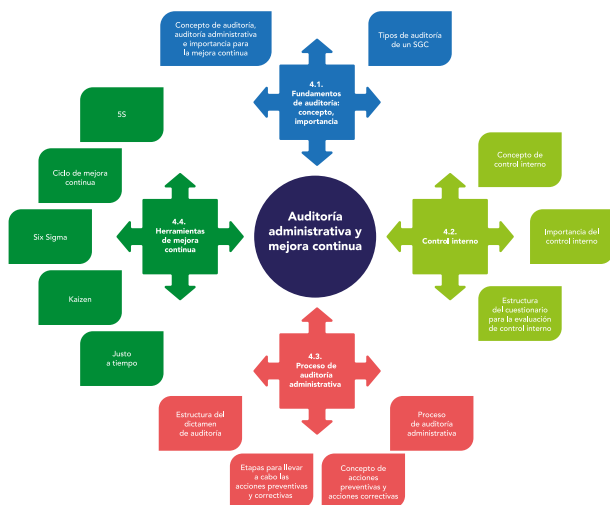 Concepto de auditoría,
auditoría administrativa
e importancia para
la mejora continua
Tipos de auditoría
de un SGC
4.1.
Fundamentos
de auditoría:
concepto,
importancia
5S
Ciclo de mejora
continua
Six Sigma
Kaizen
Justo
a tiempo
4.4.
Herramientas
de mejora
continua
Auditoría
administrativa y
mejora continua
4.2.
Control interno
Concepto de
control interno
Importancia del
control interno
Estructura
del cuestionario
para la evaluación
de control interno
4.3.
Proceso de
auditoría
administrativa
Estructura del
dictamen
de auditoría
Etapas para llevar
a cabo las
acciones preventivas
y correctivas
Concepto de
acciones
preventivas y
acciones correctivas
Proceso
de auditoría
administrativa